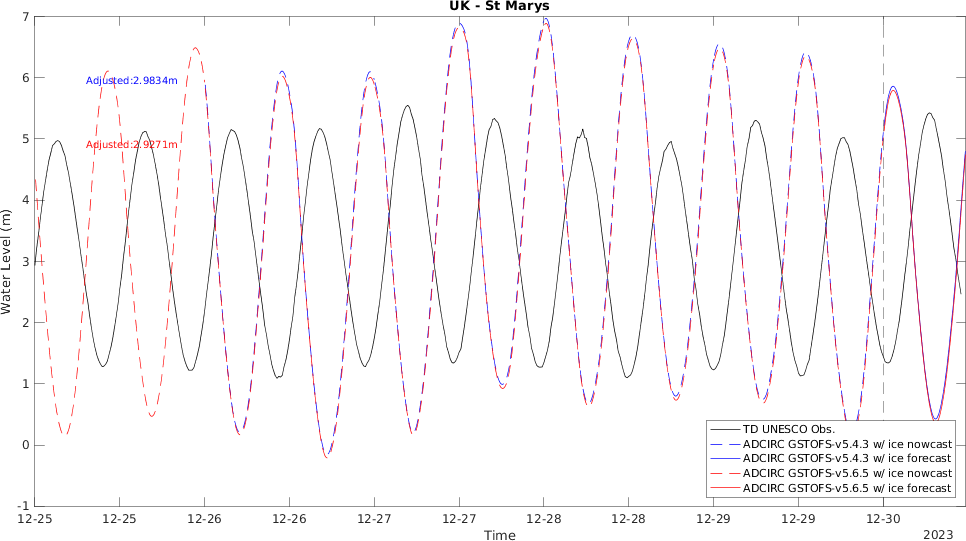 UK - St Marys
7
6
5
4
3
2
1
0
-1
Water Level (m)
Adjusted:2.9834m
Adjusted:2.9271m
TD UNESCO Obs.
ADCIRC GSTOFS-v5.4.3 w/ ice nowcast
ADCIRC GSTOFS-v5.4.3 w/ ice forecast
ADCIRC GSTOFS-v5.6.5 w/ ice nowcast
ADCIRC GSTOFS-v5.6.5 w/ ice forecast
12-25 12-25 12-26 12-26 12-27 12-27 12-28 12-28 12-29 12-29 12-30
Time
2023